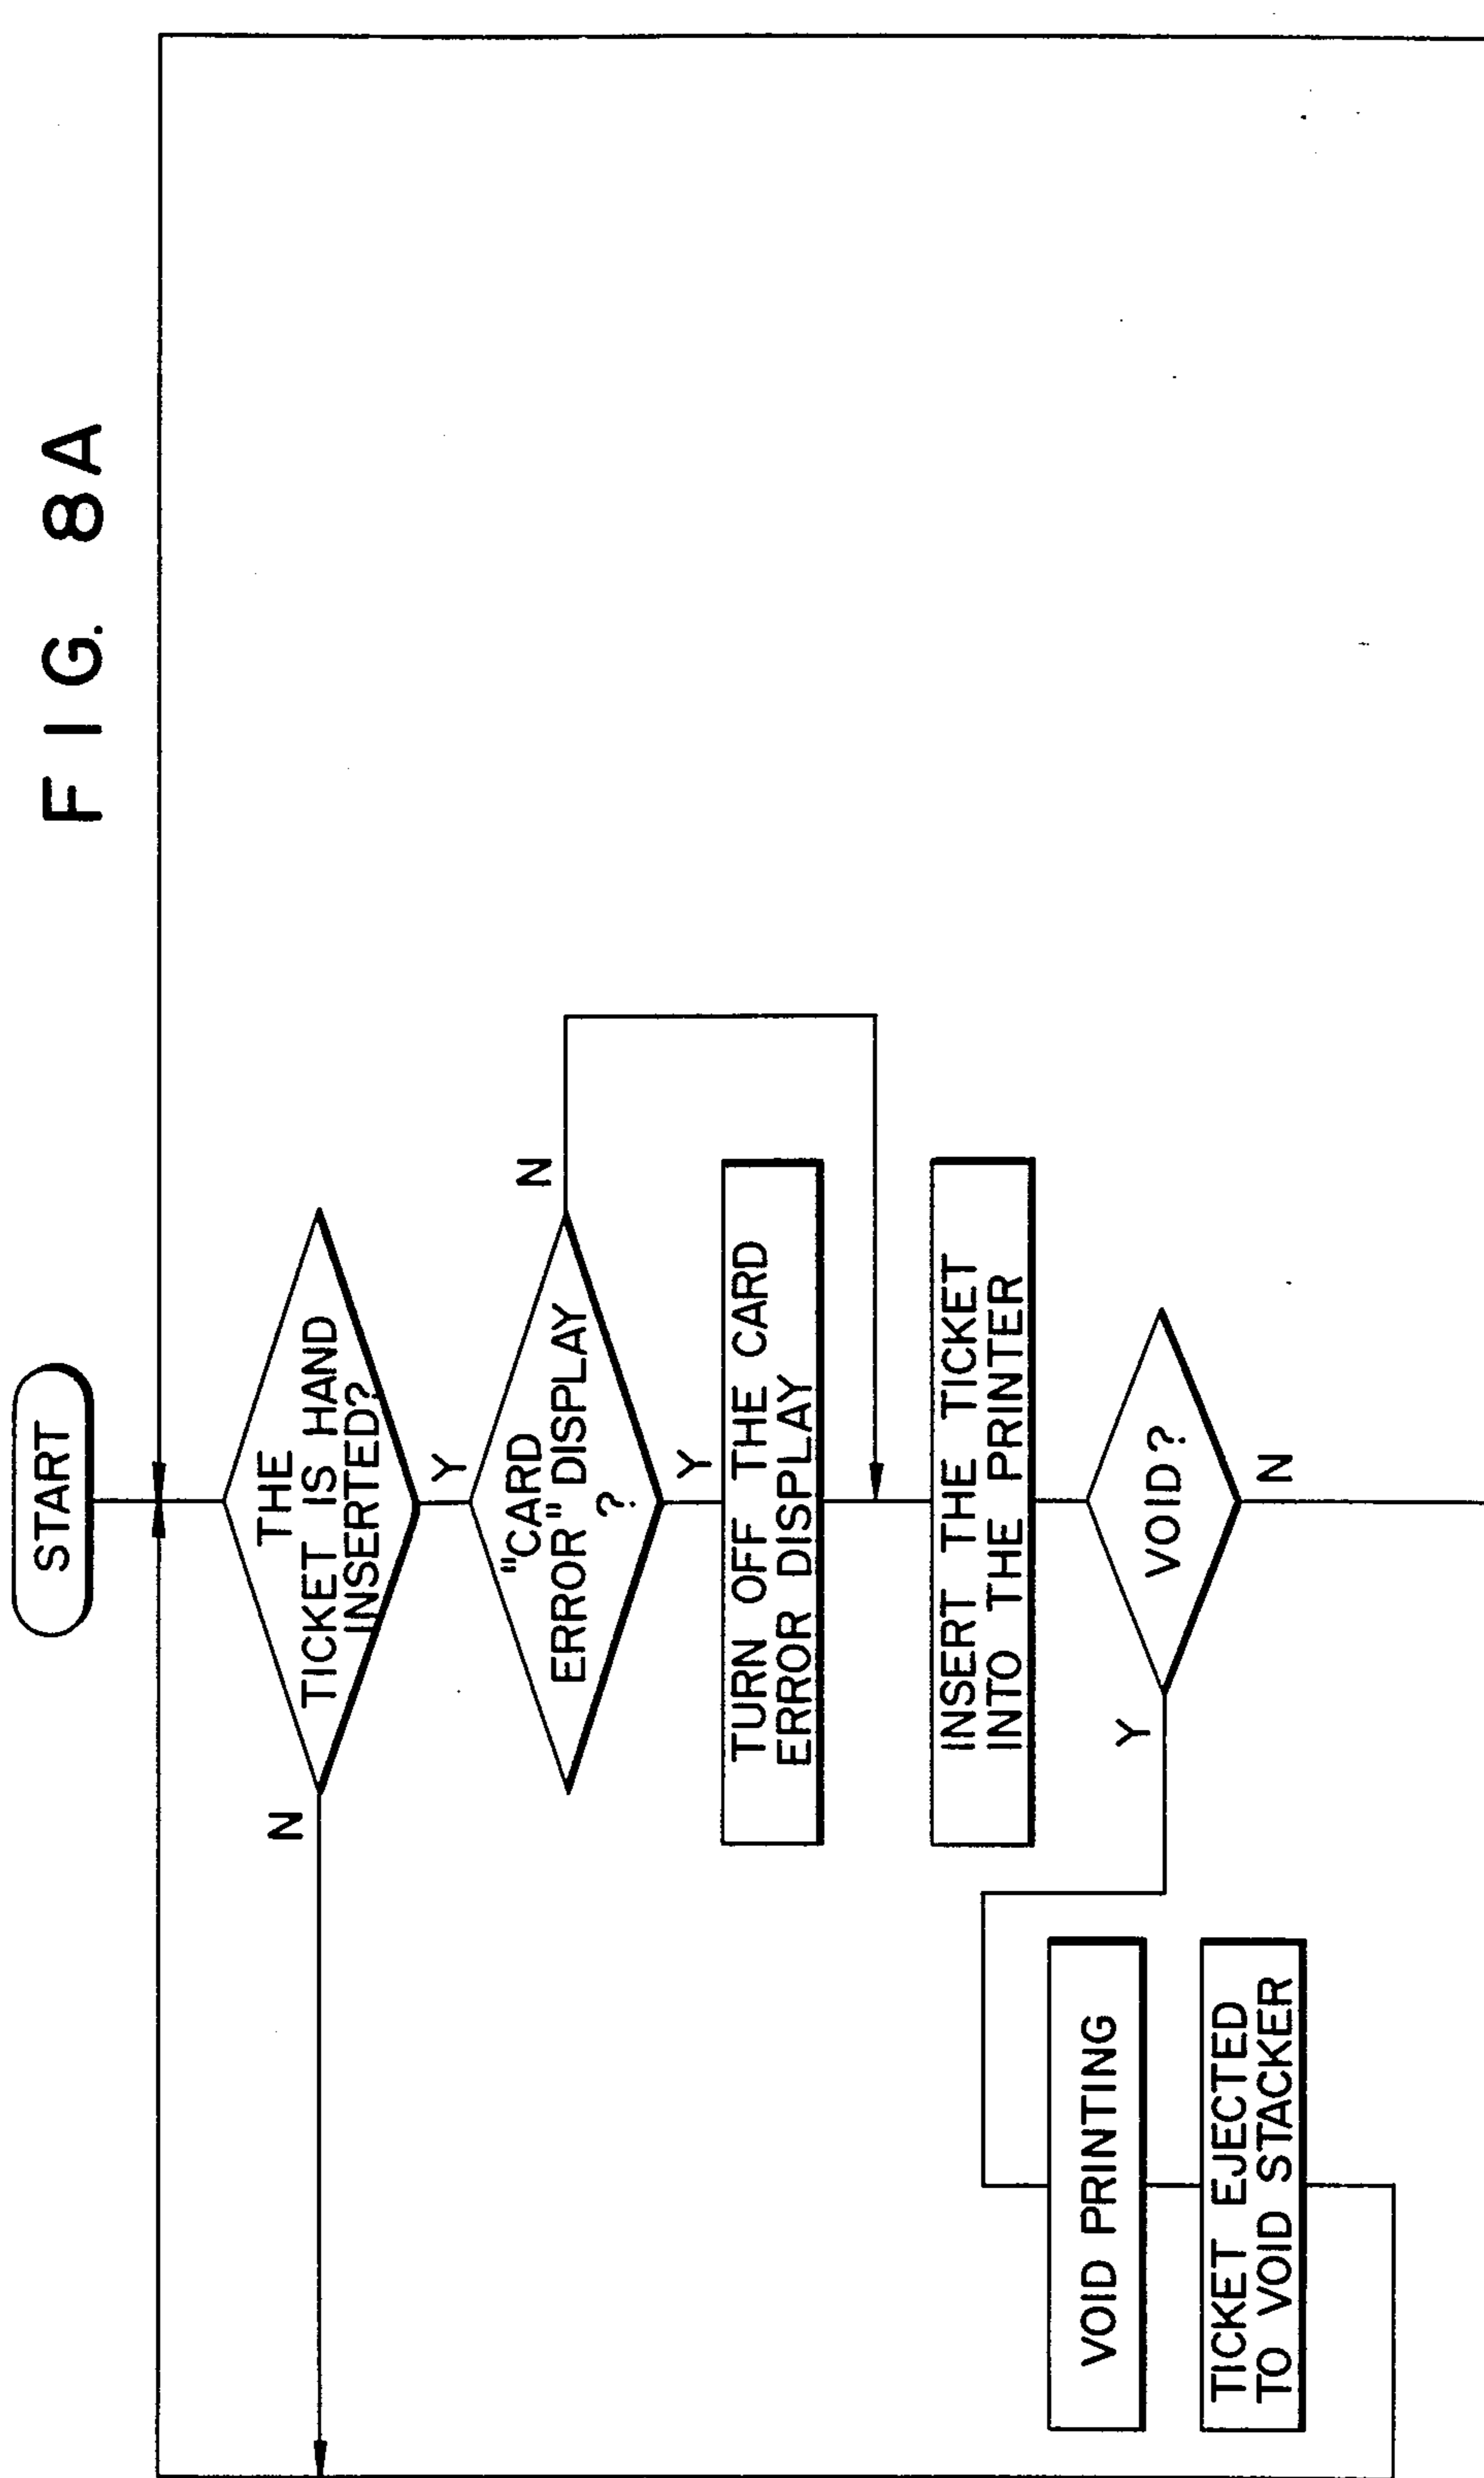 FIG. 8A
START
THE
TICKET IS HAND
INSERTED?
N
Y
"CARD
ERROR" DISPLAY
?
N
Y
TURN OFF THE CARD
ERROR DISPLAY
INSERT THE TICKET
INTO THE PRINTER
VOID?
Y
N
VOID PRINTING
TICKET EJECTED
TO VOID STACKER